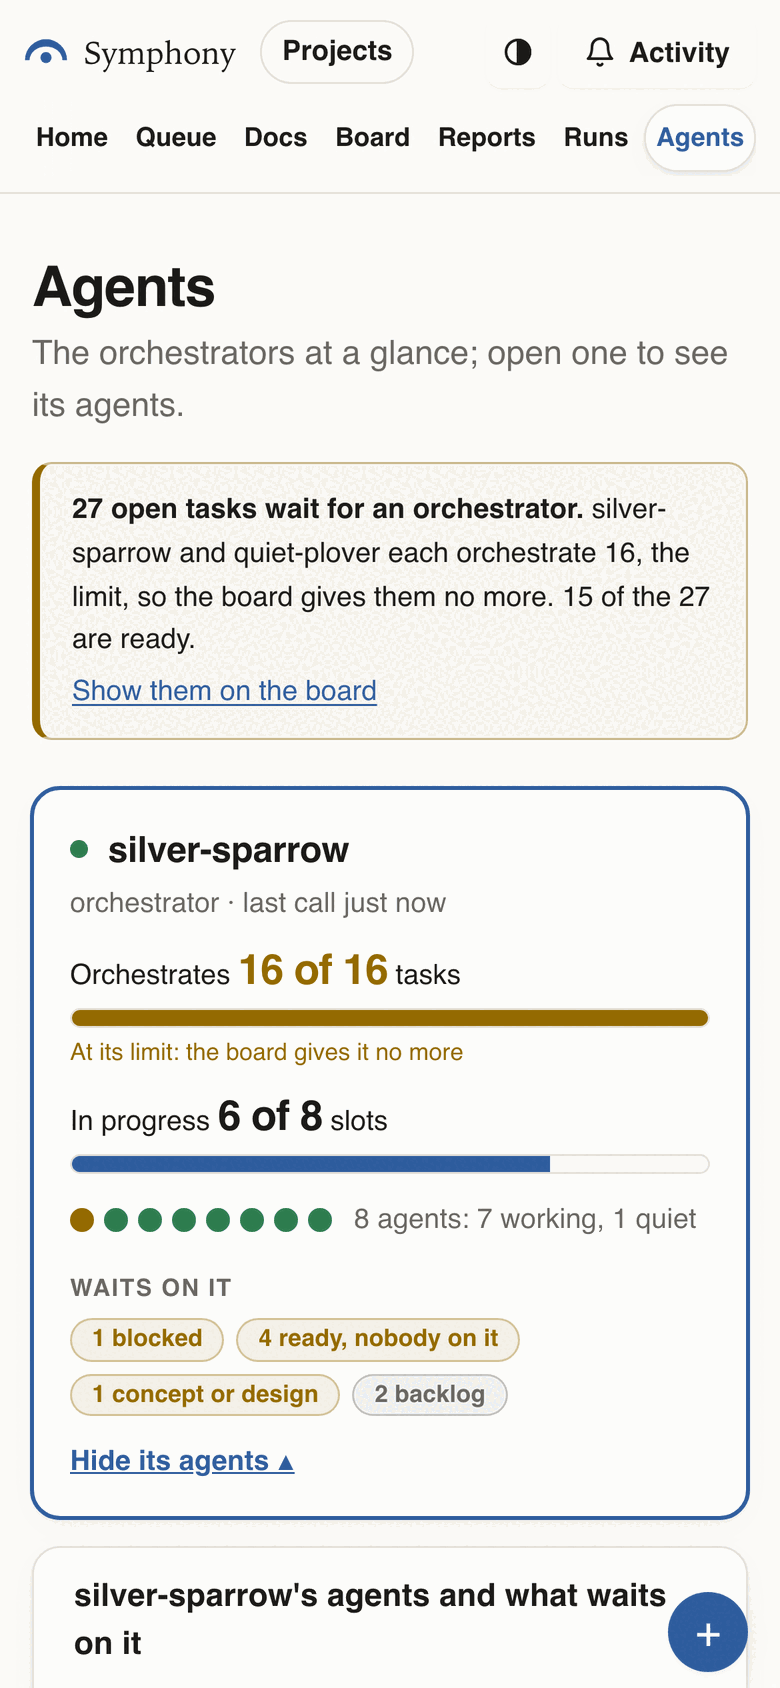 Symphony
Projects
Activity
Home
Queue
Docs
Board
Reports
Runs
Agents
Agents
The orchestrators at a glance; open one to see
its agents.
27 open tasks wait for an orchestrator. silver-
sparrow and quiet-plover each orchestrate 16, the
limit, so the board gives them no more. 15 of the 27
are ready.
Show them on the board
silver-sparrow
orchestrator · last call just now
Orchestrates 16 of 16 tasks
At its limit: the board gives it no more
In progress 6 of 8 slots
8 agents: 7 working, 1 quiet
WAITS ON IT
1 blocked
4 ready, nobody on it
1 concept or design
2 backlog
Hide its agents ▲
silver-sparrow's agents and what waits
on it
+